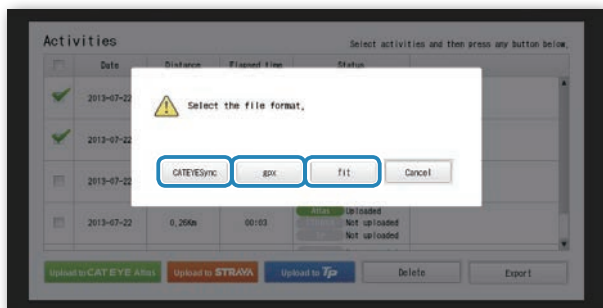 Activities
Select activities and then press any button below.
Date Distance Elapsed time Status
2013-07-22
Select the file format.
2013-07-22
CATEYESync gpx fit Cancel
2013-07-22
Atlas Uploaded
2013-07-22 0.26Km 00:03 Not uploaded
Tp Not uploaded
Upload to CATEYE Atlas Upload to STRAVA Upload to Tp Delete Export